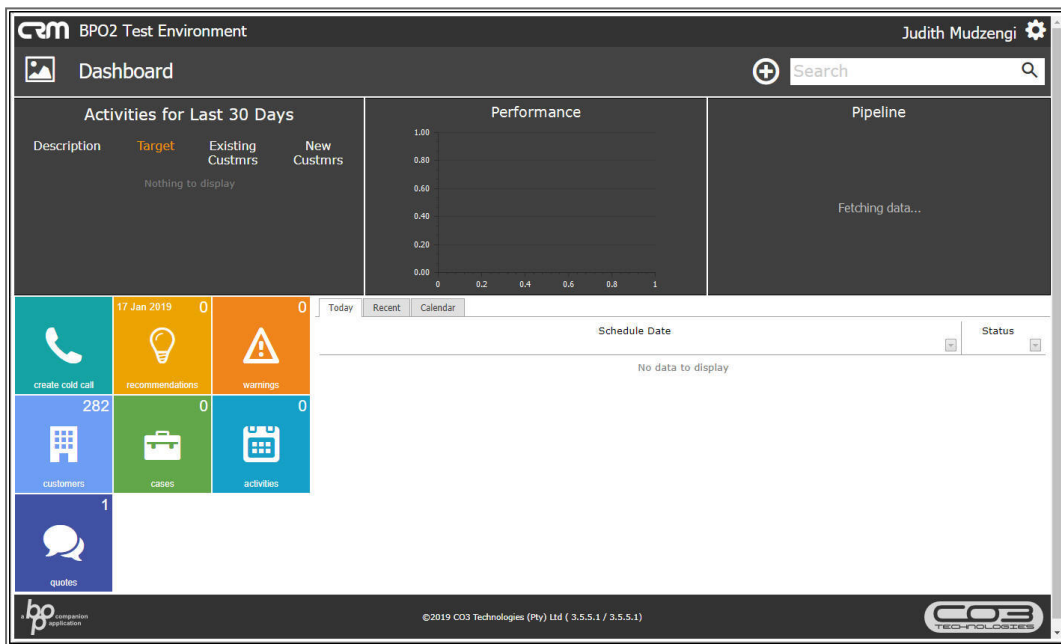 CRM BPO2 Test Environment
Judith Mudzengi
Dashboard
Search
Activities for Last 30 Days
Description Target Existing Custmrs New Custmrs
Nothing to display
Performance
1.00
0.80
0.60
0.40
0.20
0.00
0 0.2 0.4 0.6 0.8 1
Pipeline
Fetching data...
create cold call
17 Jan 2019 0
recommendations
0
warnings
282
customers
0
cases
0
activities
1
quotes
Today Recent Calendar
Schedule Date Status
No data to display
a bpo companion application
©2019 CO3 Technologies (Pty) Ltd ( 3.5.5.1 / 3.5.5.1)
CO3
TECHNOLOGIES